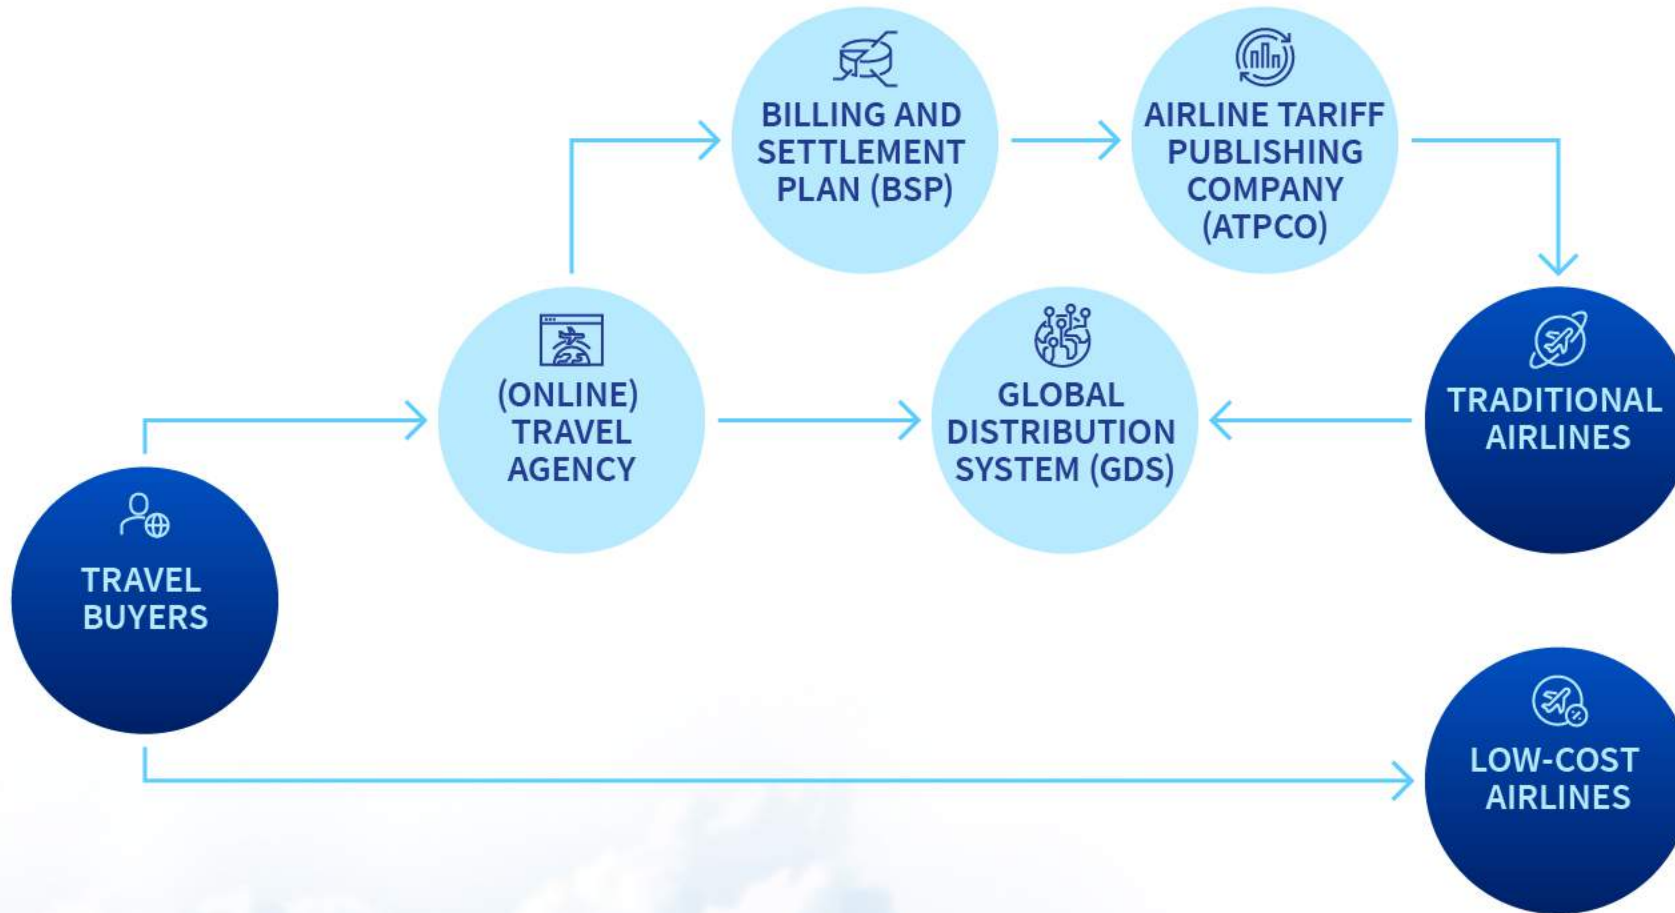 BILLING AND
SETTLEMENT
PLAN (BSP)
AIRLINE TARIFF
PUBLISHING
COMPANY
(ATPCO)
(ONLINE)
TRAVEL
AGENCY
GLOBAL
DISTRIBUTION
SYSTEM (GDS)
TRADITIONAL
AIRLINES
TRAVEL
BUYERS
LOW-COST
AIRLINES